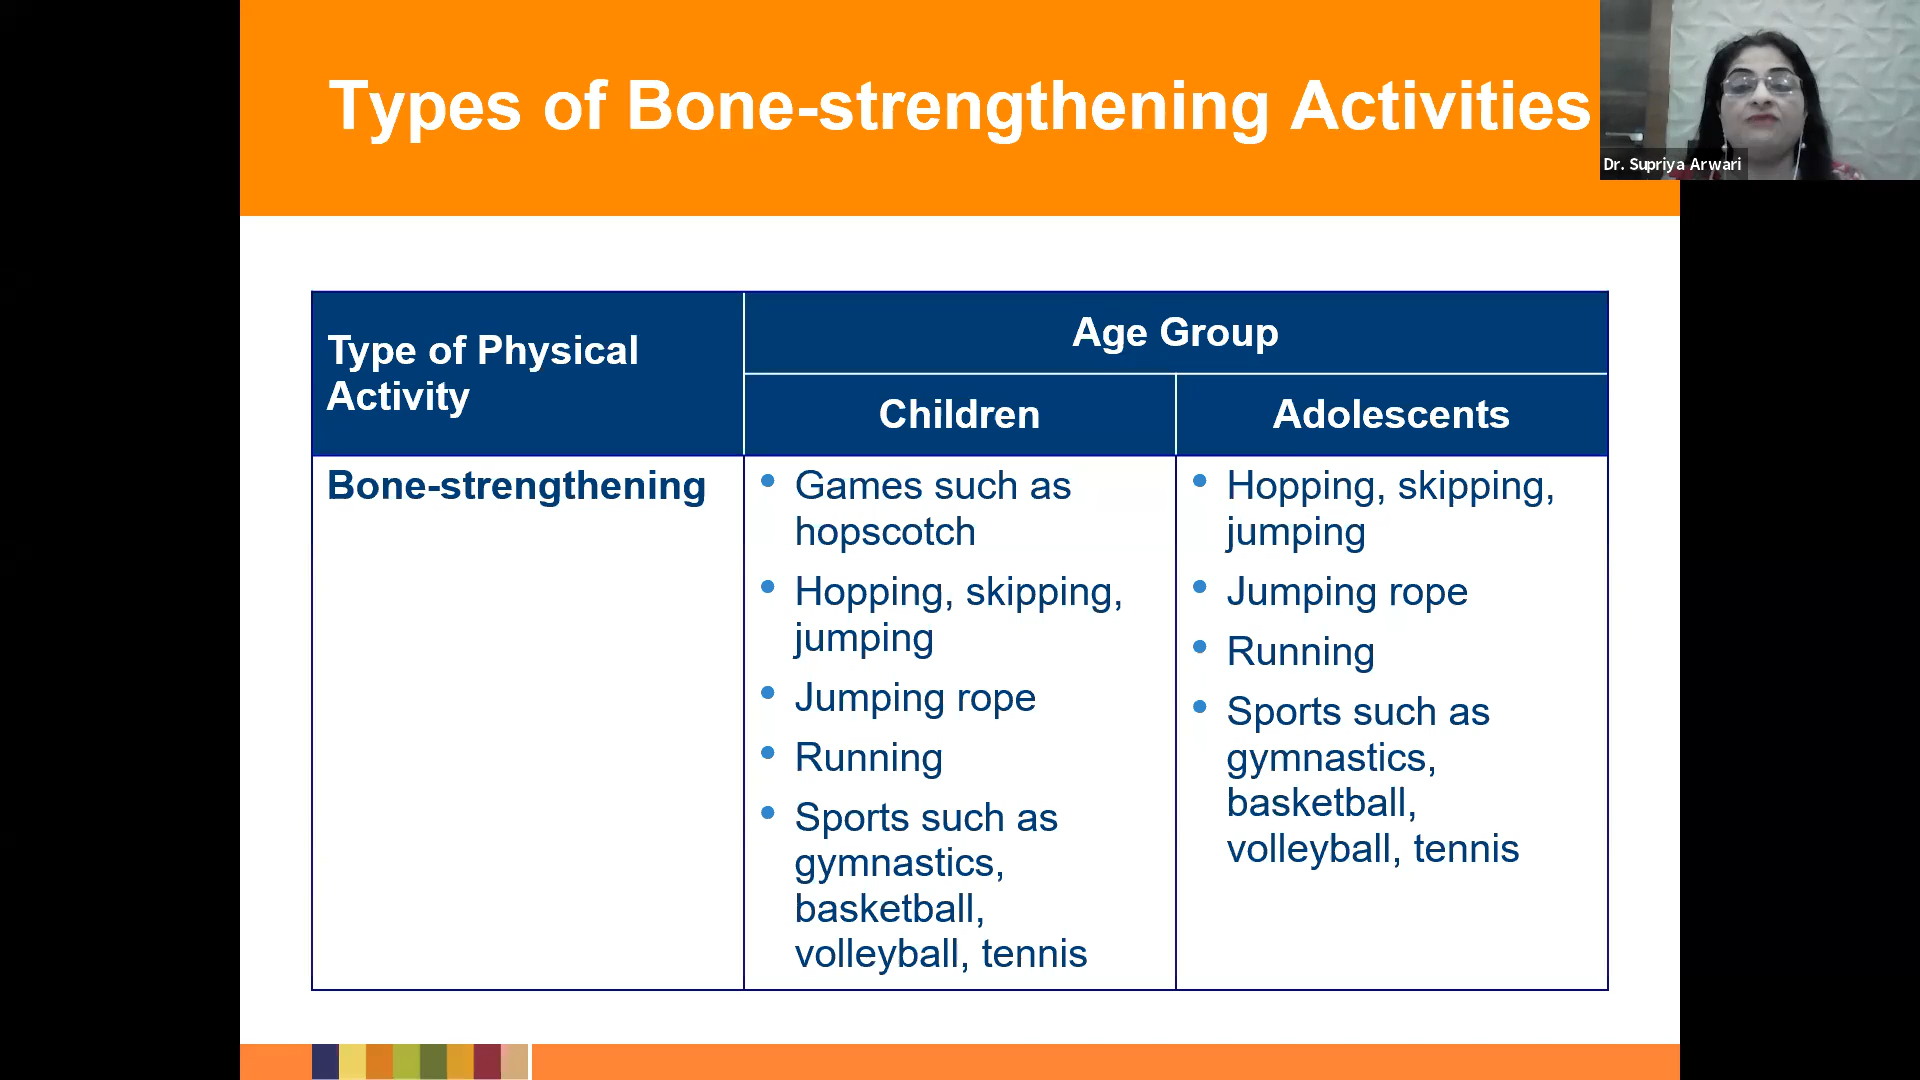 Types of Bone-strengthening Activities
Dr. Supriya Arwari
Type of Physical
Activity
Age Group
Children
Adolescents
Bone-strengthening
• Games such as
hopscotch
• Hopping, skipping,
jumping
• Jumping rope
• Running
• Sports such as
gymnastics,
basketball,
volleyball, tennis
• Hopping, skipping,
jumping
• Jumping rope
• Running
• Sports such as
gymnastics,
basketball,
volleyball, tennis